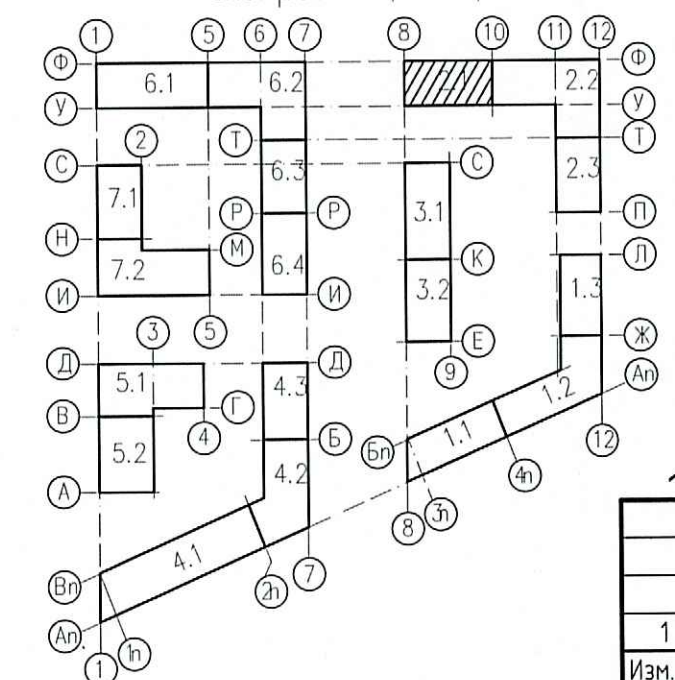 1 5 6 7 8 10 11 12
Ф 6.1 6.2 2.1 2.2 Ф
У У
2 Т Т
С 6.3 С 2.3
7.1 3.1
Н Р Р П
М К Л
7.2 6.4 3.2 1.3
И И
3 5 Е Ж
Д 5.1 4.3 Д 9 1.2 Ап
В Г 1.1
4 Б Бп 12
5.2 4.2 4п
А 3п
8
4.1
Вп 2п 7
Ап 1п
1
1
Изм.